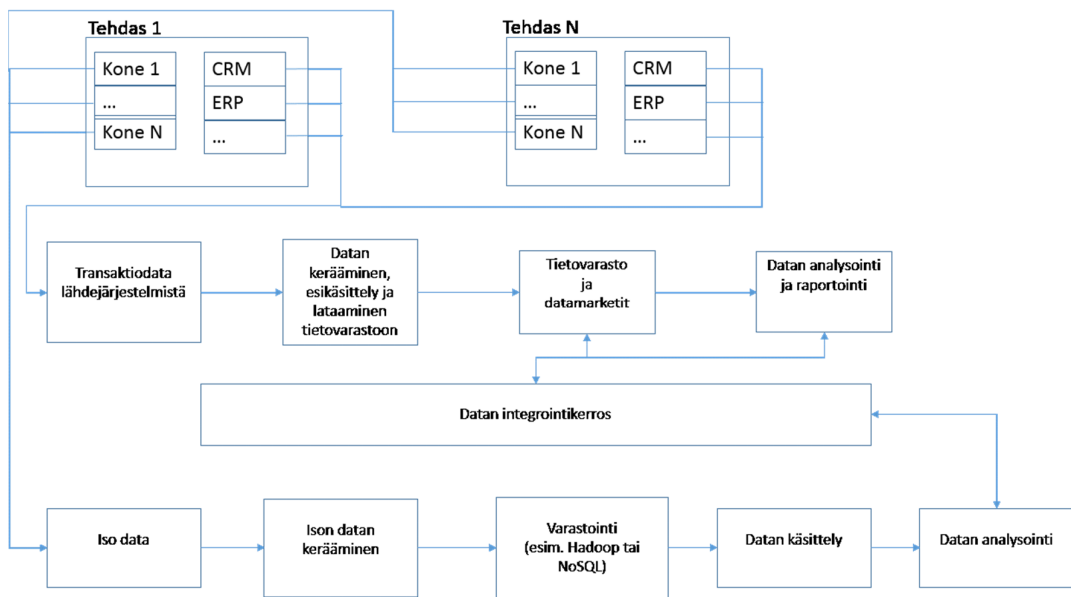 Tehdas 1
Kone 1
...
Kone N
CRM
ERP
...
Tehdas N
Kone 1
...
Kone N
CRM
ERP
...
Transaktiodata
lähdejärjestelmistä
Datan
kerääminen,
esikäsittely ja
lataaminen
tietovarastoon
Tietovarasto
ja
datamarketit
Datan analysointi
ja raportointi
Datan integrointikerros
Iso data
Ison datan
kerääminen
Varastointi
(esim. Hadoop tai
NoSQL)
Datan käsittely
Datan analysointi